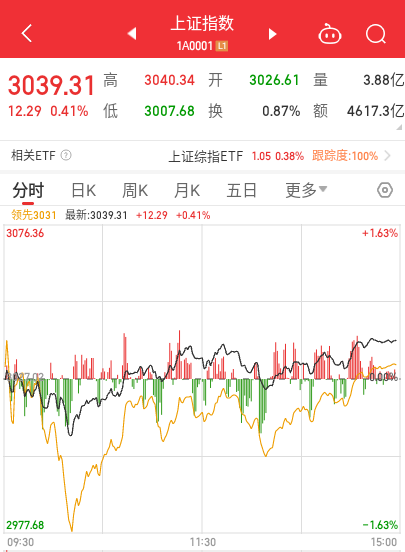 上证指数
1A0001 L1
3039.31 高 3040.34 开 3026.61 量 3.88亿
12.29 0.41% 低 3007.68 换 0.87% 额 4617.3亿
相关ETF ? 上证综指ETF 1.05 0.38% 跟踪度:100%
分时 日K 周K 月K 五日 更多
领先3031 最新:3039.31 +12.29 +0.41%
3076.36 +1.63%
0.00%
2977.68 -1.63%
09:30 11:30 15:00